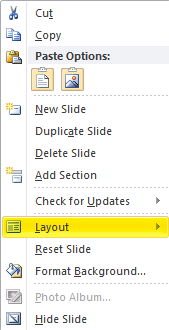 Cut
Copy
Paste Options:
New Slide
Duplicate Slide
Delete Slide
Add Section
Check for Updates
Layout
Reset Slide
Format Background...
Photo Album...
Hide Slide